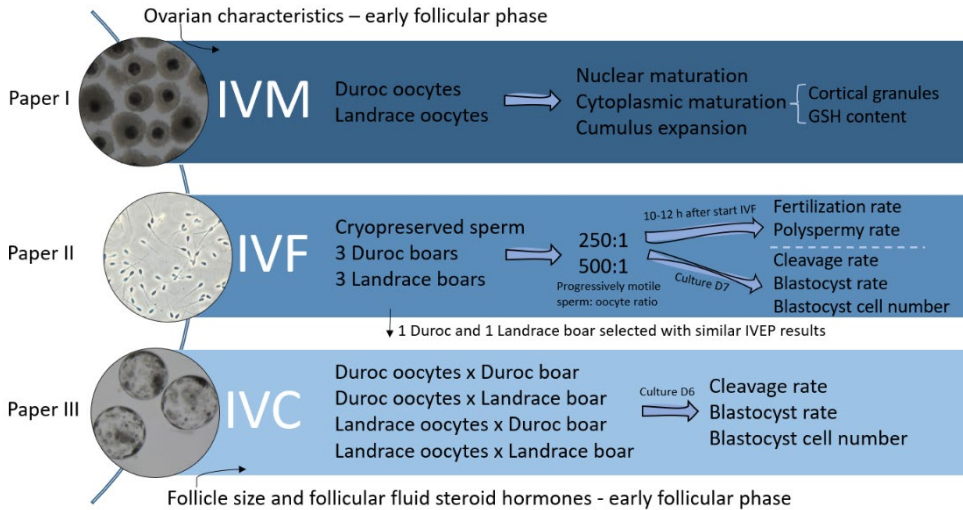 Ovarian characteristics – early follicular phase
Paper I
IVM
Duroc oocytes
Landrace oocytes
Nuclear maturation
Cytoplasmic maturation
Cumulus expansion
Cortical granules
GSH content
Paper II
IVF
Cryopreserved sperm
3 Duroc boars
3 Landrace boars
250:1
500:1
Progressively motile
sperm: oocyte ratio
10-12 h after start IVF
Culture D7
Fertilization rate
Polyspermy rate
Cleavage rate
Blastocyst rate
Blastocyst cell number
1 Duroc and 1 Landrace boar selected with similar IVEP results
Paper III
IVC
Duroc oocytes x Duroc boar
Duroc oocytes x Landrace boar
Landrace oocytes x Duroc boar
Landrace oocytes x Landrace boar
Culture D6
Cleavage rate
Blastocyst rate
Blastocyst cell number
Follicle size and follicular fluid steroid hormones - early follicular phase